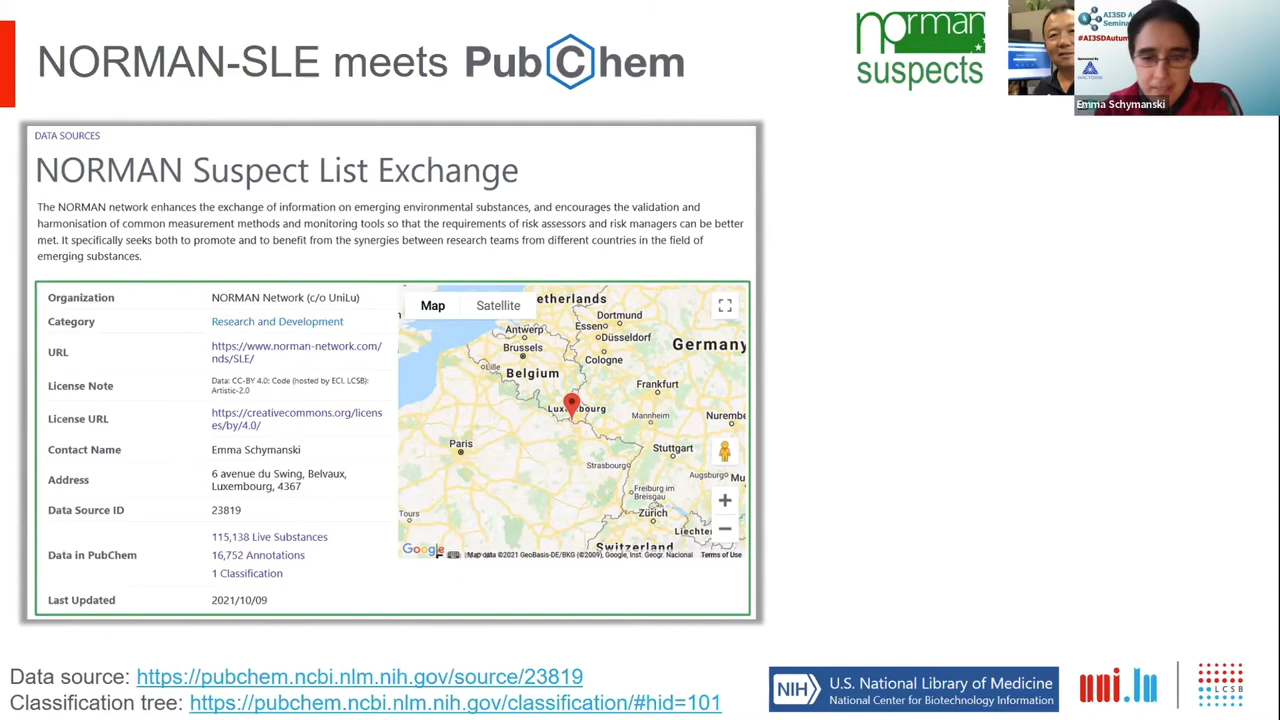 NORMAN-SLE meets PubChem
norman
suspects
AI3SD
#AI3SDAutum
Emma Schymanski
DATA SOURCES
NORMAN Suspect List Exchange
The NORMAN network enhances the exchange of information on emerging environmental substances, and encourages the validation and
harmonisation of common measurement methods and monitoring tools so that the requirements of risk assessors and risk managers can be better
met. It specifically seeks both to promote and to benefit from the synergies between research teams from different countries in the field of
emerging substances.
Organization NORMAN Network (c/o UniLu)
Category Research and Development
URL https://www.norman-network.com/
nds/SLE/
License Note Data: CC-BY 4.0; Code (hosted by ECI, LCSB):
Artistic-2.0
License URL https://creativecommons.org/licens
es/by/4.0/
Contact Name Emma Schymanski
Address 6 avenue du Swing, Belvaux,
Luxembourg, 4367
Data Source ID 23819
Data in PubChem 115,138 Live Substances
16,752 Annotations
1 Classification
Last Updated 2021/10/09
Map Satellite
etherlands
Dortmund
Essen
Düsseldorf
Antwerp
Brussels
Cologne
Germany
Lille
Belgium
Frankfurt
Luxembourg
Mannheim
Nuremb
Paris
Stuttgart
Strasbourg
Augsburg
Mu
Freiburg im
Breisgau
Zürich
Tours
Liechter
Switzerland
Google Map data ©2021 GeoBasis-DE/BKG (©2009), Google, Inst. Geogr. Nacional Terms of Use
Data source: https://pubchem.ncbi.nlm.nih.gov/source/23819
Classification tree: https://pubchem.ncbi.nlm.nih.gov/classification/#hid=101
NIH U.S. National Library of Medicine
National Center for Biotechnology Information
uni.lu
LCSB